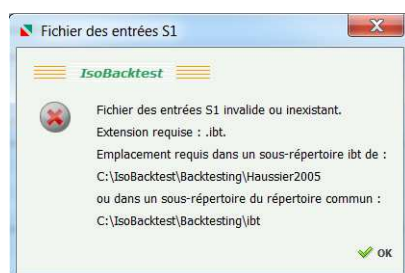 Fichier des entrées S1
IsoBacktest
Fichier des entrées S1 invalide ou inexistant.
Extension requise : .ibt.
Emplacement requis dans un sous-répertoire ibt de :
C:\IsoBacktest\Backtesting\Haussier2005
ou dans un sous-répertoire du répertoire commun :
C:\IsoBacktest\Backtesting\ibt
OK